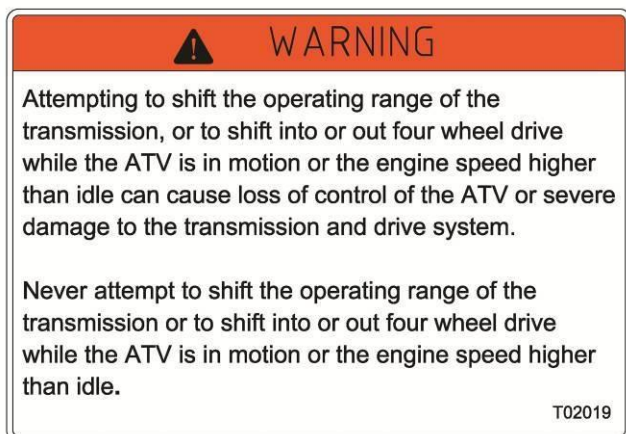 WARNING
Attempting to shift the operating range of the
transmission, or to shift into or out four wheel drive
while the ATV is in motion or the engine speed higher
than idle can cause loss of control of the ATV or severe
damage to the transmission and drive system.
Never attempt to shift the operating range of the
transmission or to shift into or out four wheel drive
while the ATV is in motion or the engine speed higher
than idle.
T02019